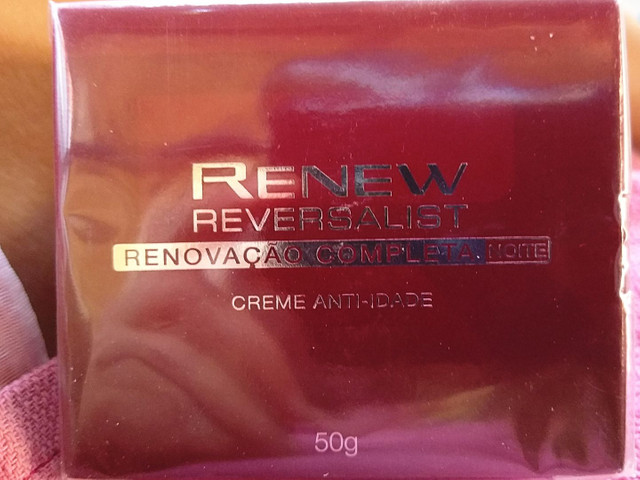 RENEW
REVERSALIST
RENOVAÇÃO COMPLETA NOITE
CREME ANTI-IDADE
50g